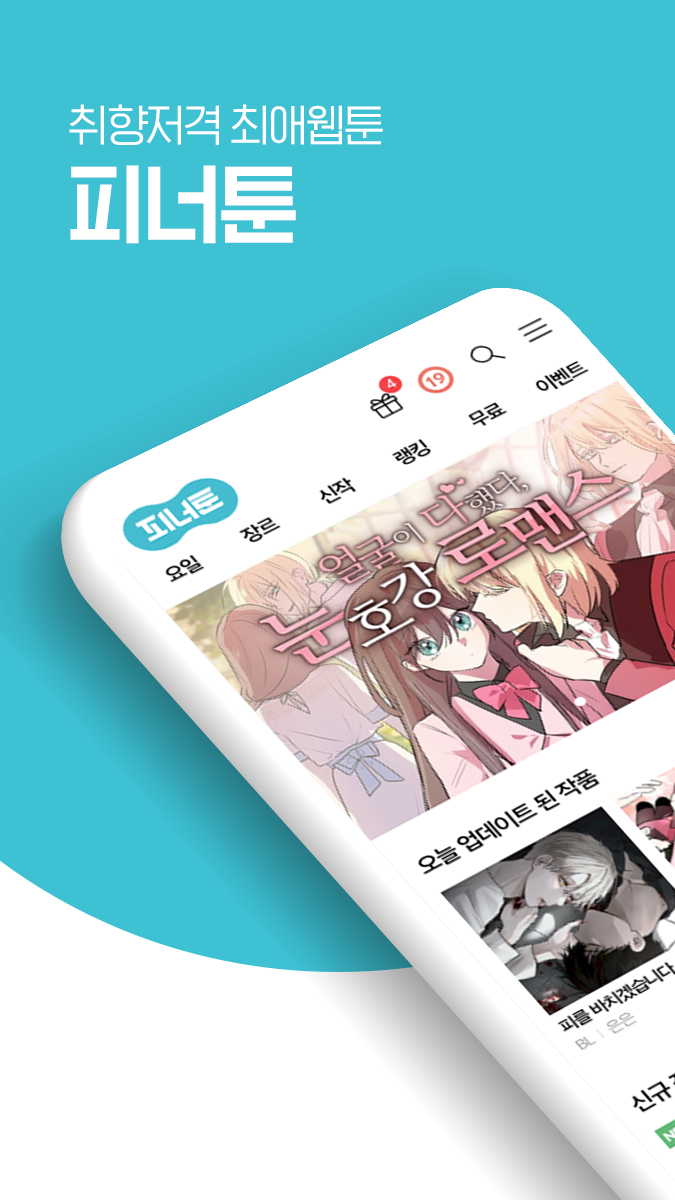 취향저격 최애웹툰
피너툰
4
19
피너툰
요일 장르 신작 랭킹 무료 이벤트
얼굴이 다했다,
눈호강 로맨스
오늘 업데이트 된 작품
피를 바치겠습니다
BL | 은은
신규